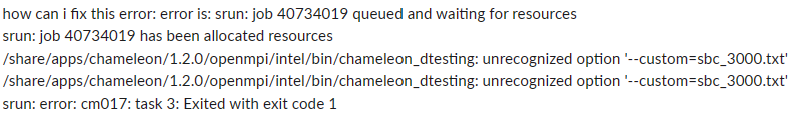 how can i fix this error: error is: srun: job 40734019 queued and waiting for resources
srun: job 40734019 has been allocated resources
/share/apps/chameleon/1.2.0/openmpi/intel/bin/chameleon_dtesting: unrecognized option '--custom=sbc_3000.txt'
/share/apps/chameleon/1.2.0/openmpi/intel/bin/chameleon_dtesting: unrecognized option '--custom=sbc_3000.txt'
srun: error: cm017: task 3: Exited with exit code 1